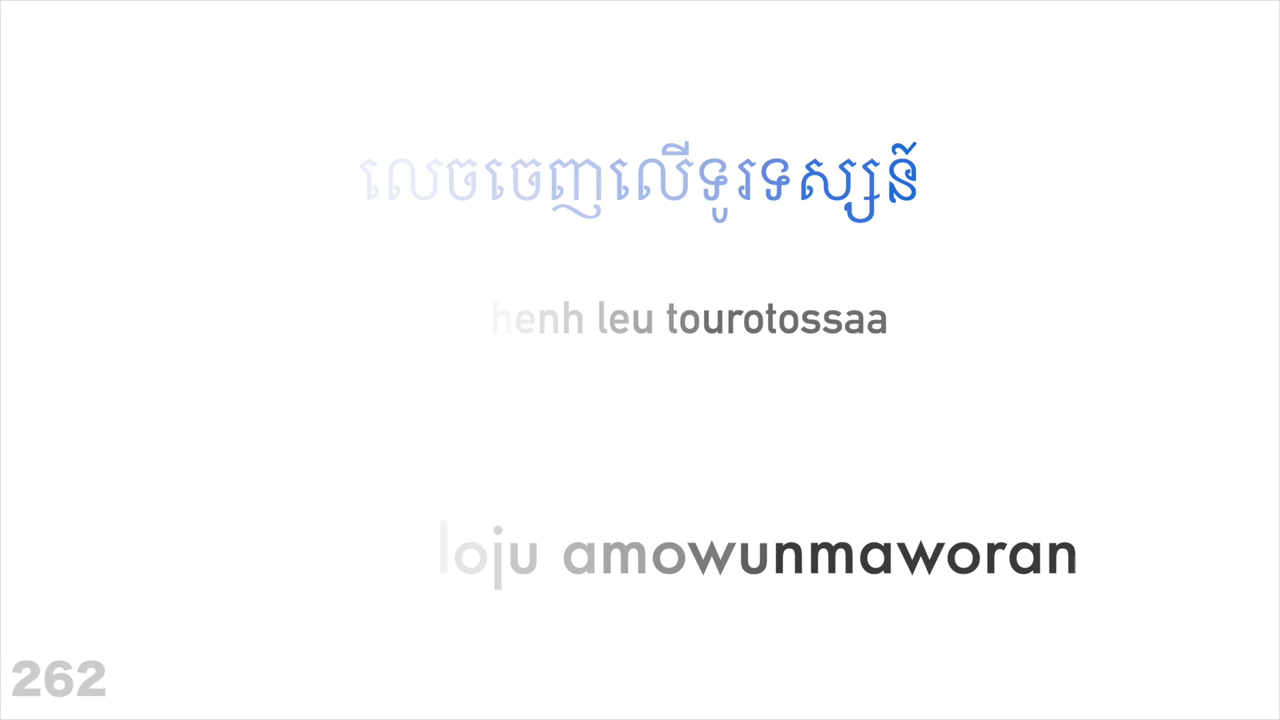 លេចចេញលើទូរទស្សន៍
henh leu tourotossaa
n loju amowunmaworan
262